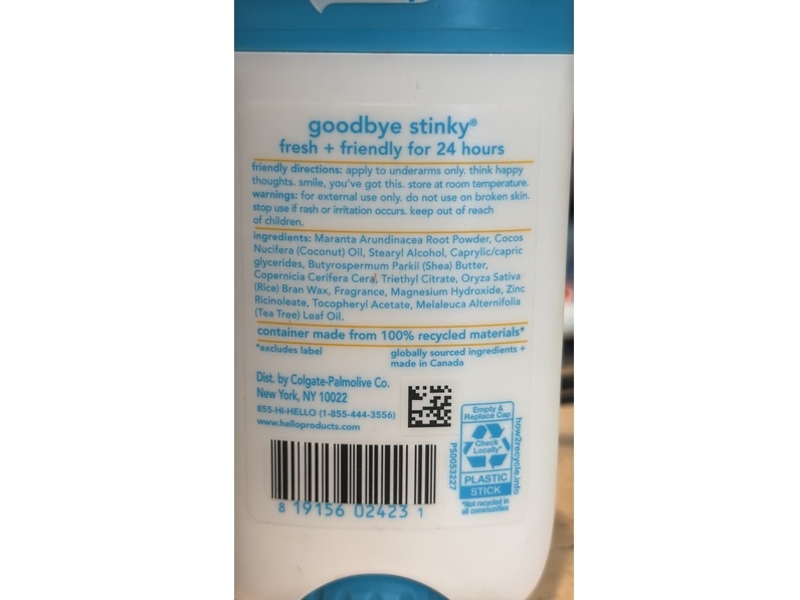 goodbye stinky®
fresh + friendly for 24 hours
friendly directions: apply to underarms only. think happy
thoughts. smile, you've got this. store at room temperature.
warnings: for external use only. do not use on broken skin.
stop use if rash or irritation occurs. keep out of reach
of children.
ingredients: Maranta Arundinacea Root Powder, Cocos
Nucifera (Coconut) Oil, Stearyl Alcohol, Caprylic/capric
glycerides, Butyrospermum Parkii (Shea) Butter,
Copernicia Cerifera Cera, Triethyl Citrate, Oryza Sativa
(Rice) Bran Wax, Fragrance, Magnesium Hydroxide, Zinc
Ricinoleate, Tocopheryl Acetate, Melaleuca Alternifolia
(Tea Tree) Leaf Oil.
container made from 100% recycled materials*
*excludes label
globally sourced ingredients +
made in Canada
Dist. by Colgate-Palmolive Co.
New York, NY 10022
855-HI-HELLO (1-855-444-3556)
www.helloproducts.com
8 19156 02423 1
P50053227
Empty &
Replace Cap
Check
Locally*
PLASTIC
STICK
*Not recycled in
all communities
how2recycle.info